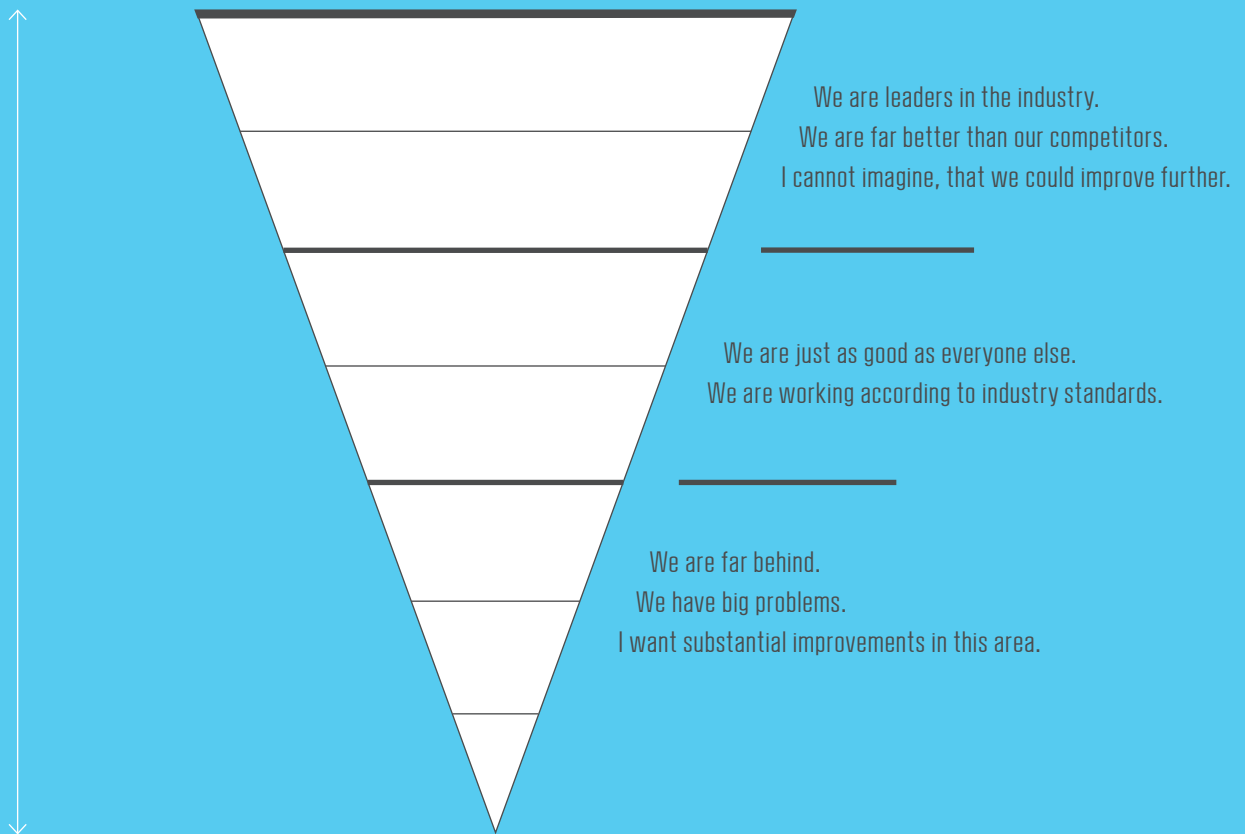 We are leaders in the industry.
We are far better than our competitors.
I cannot imagine, that we could improve further.
We are just as good as everyone else.
We are working according to industry standards.
We are far behind.
We have big problems.
I want substantial improvements in this area.